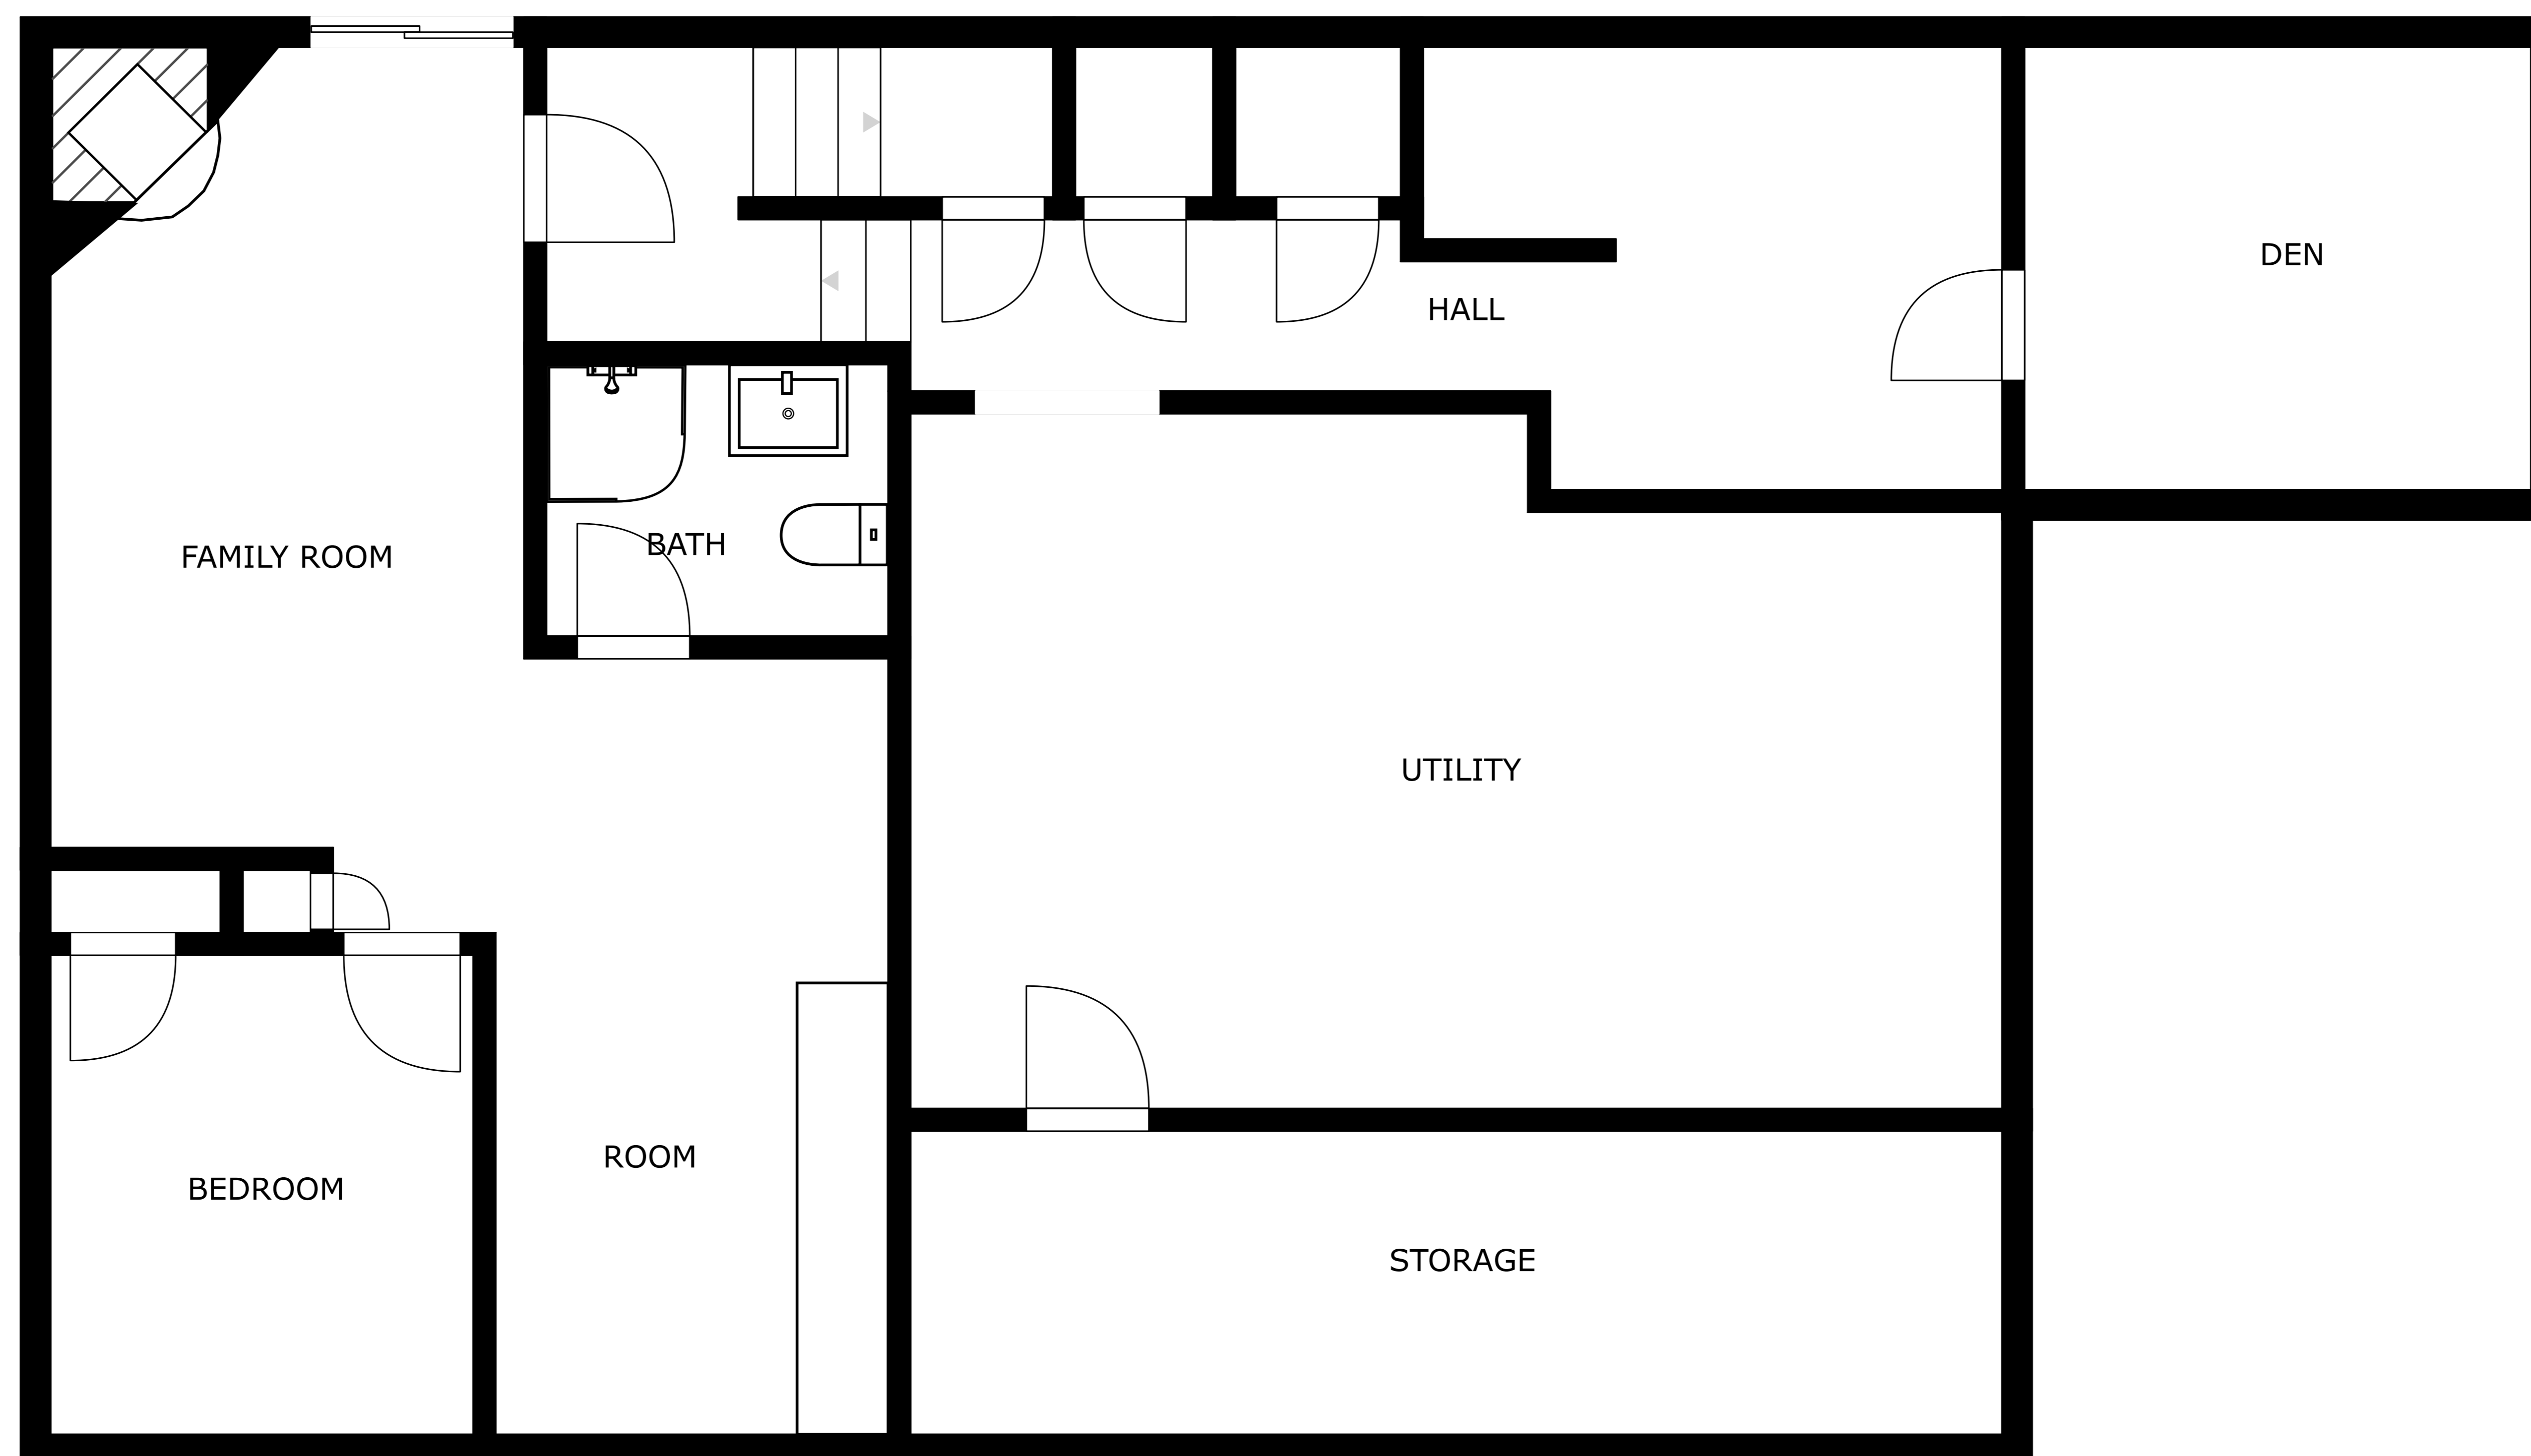 DEN
HALL
FAMILY ROOM
BATH
UTILITY
BEDROOM
ROOM
STORAGE